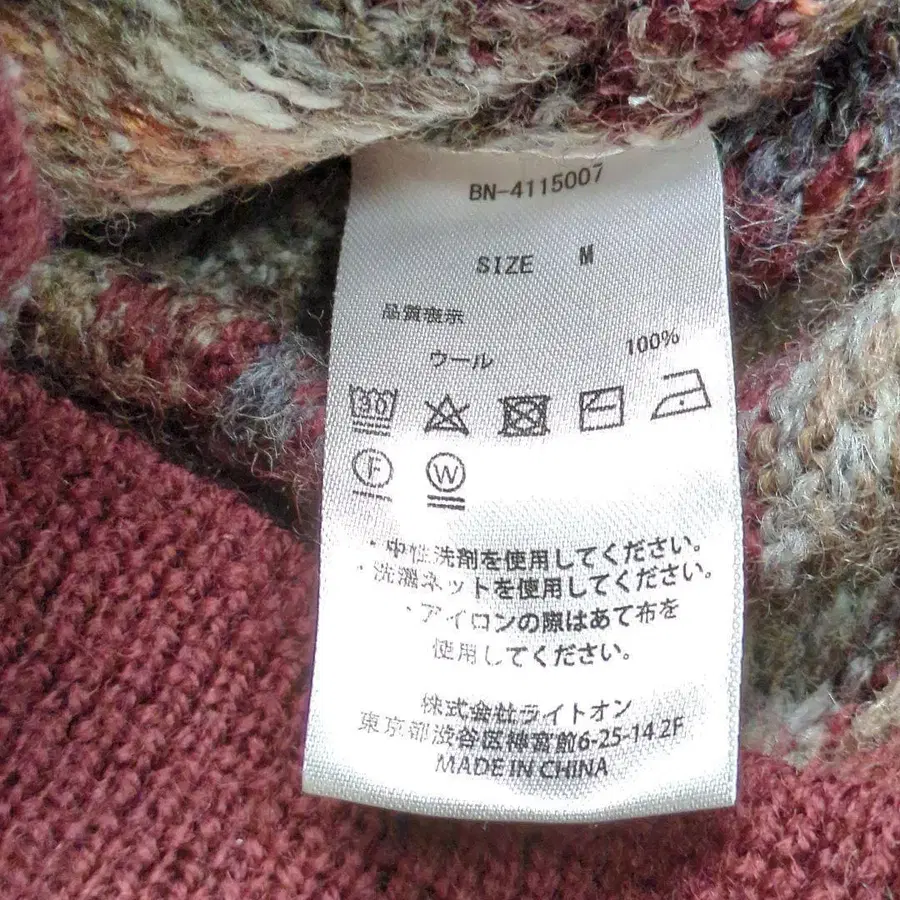 BN-4115007
SIZE M
品質表示
ウール 100%
30
F W
・中性洗剤を使用してください。
・洗濯ネットを使用してください。
・アイロンの際はあて布を
使用してください。
株式会社ライトオン
東京都渋谷区神宮前6-25-14 2F
MADE IN CHINA